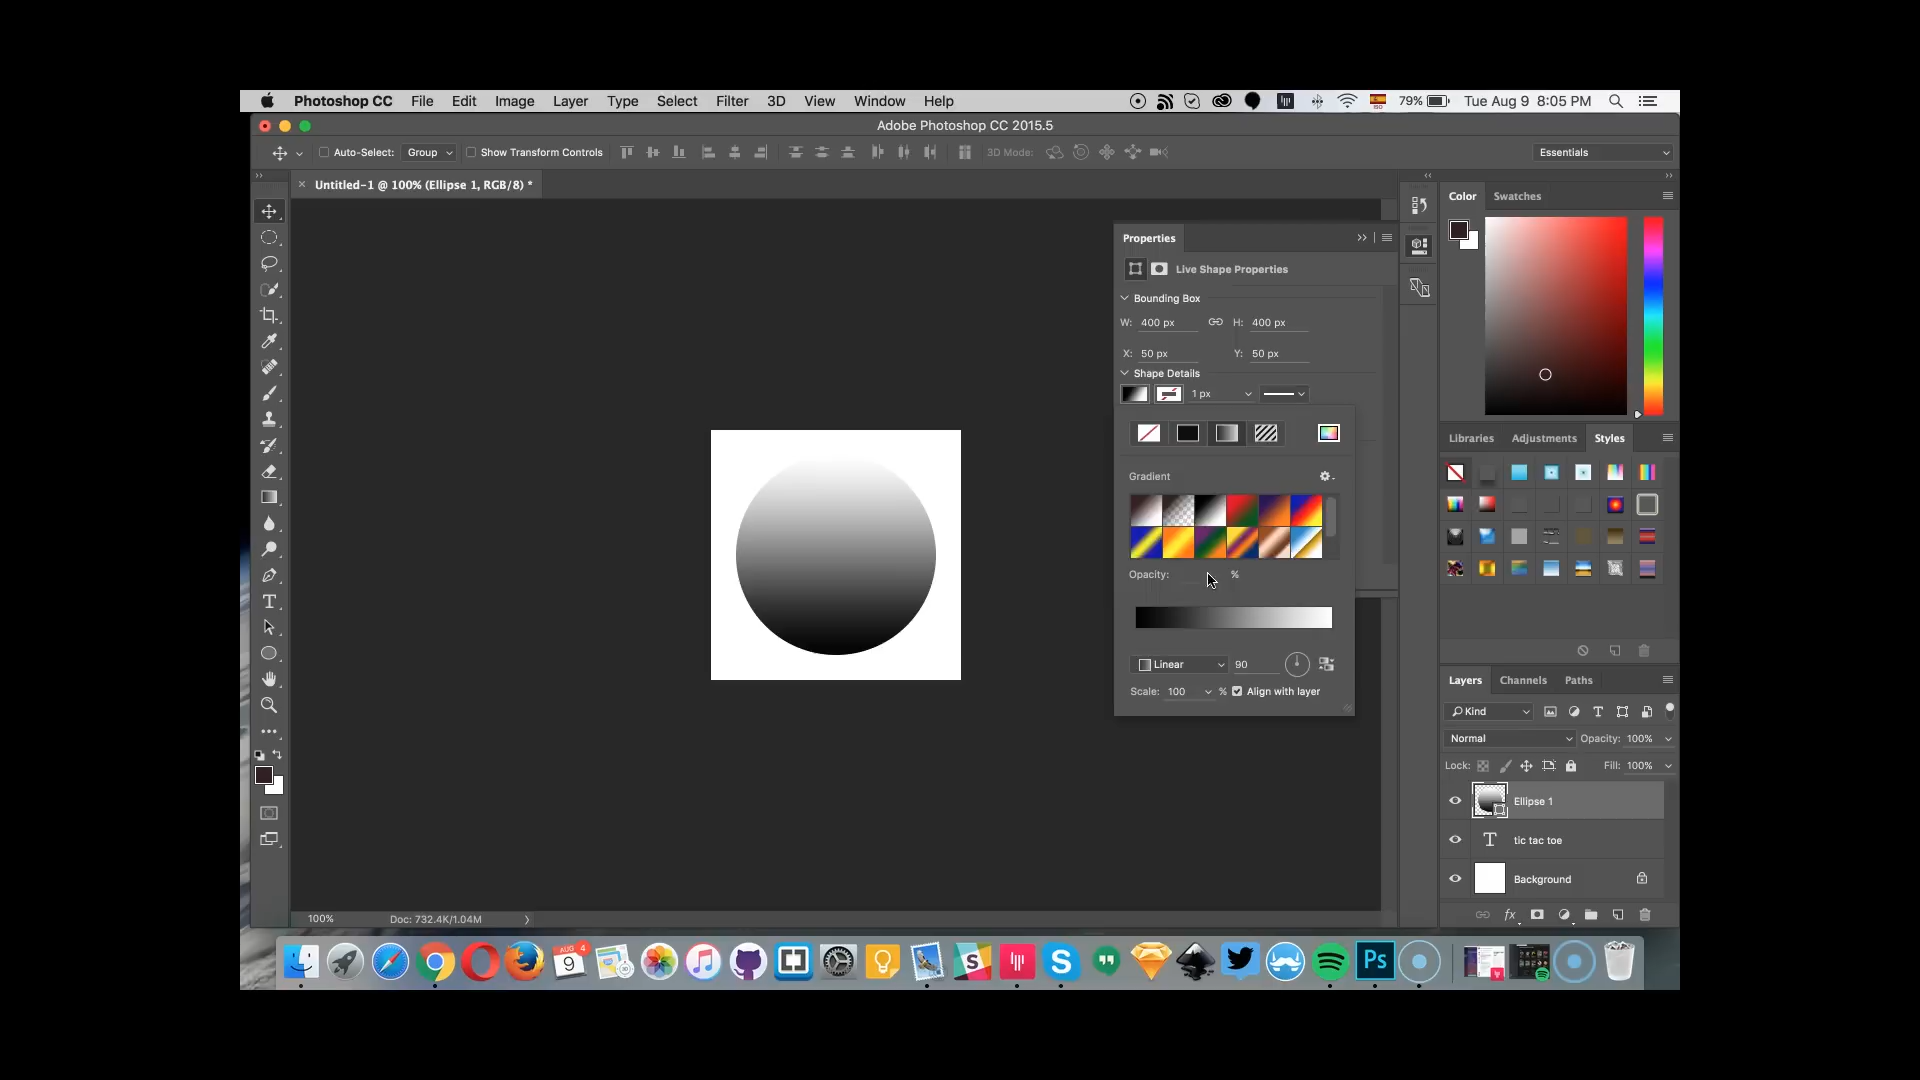 Photoshop CC File Edit Image Layer Type Select Filter 3D View Window Help 79% Tue Aug 9 8:05 PM
Adobe Photoshop CC 2015.5
Auto-Select: Group Show Transform Controls 3D Mode: Essentials
× Untitled-1 @ 100% (Ellipse 1, RGB/8) *
Color Swatches
Properties
Live Shape Properties
Bounding Box
W: 400 px H: 400 px
X: 50 px Y: 50 px
Shape Details
1 px
Gradient
Opacity: %
Linear 90
Scale: 100 % Align with layer
Libraries Adjustments Styles
Layers Channels Paths
Kind
Normal Opacity: 100%
Lock: Fill: 100%
Ellipse 1
T tic tac toe
Background
fx
100% Doc: 732.4K/1.04M
AUG 4
9
S
S
Ps